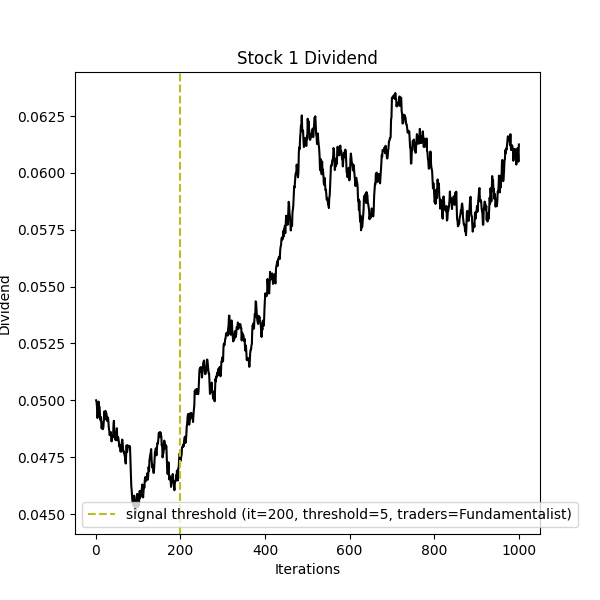 Stock 1 Dividend
Dividend
0.0625
0.0600
0.0575
0.0550
0.0525
0.0500
0.0475
0.0450
signal threshold (it=200, threshold=5, traders=Fundamentalist)
0 200 400 600 800 1000
Iterations